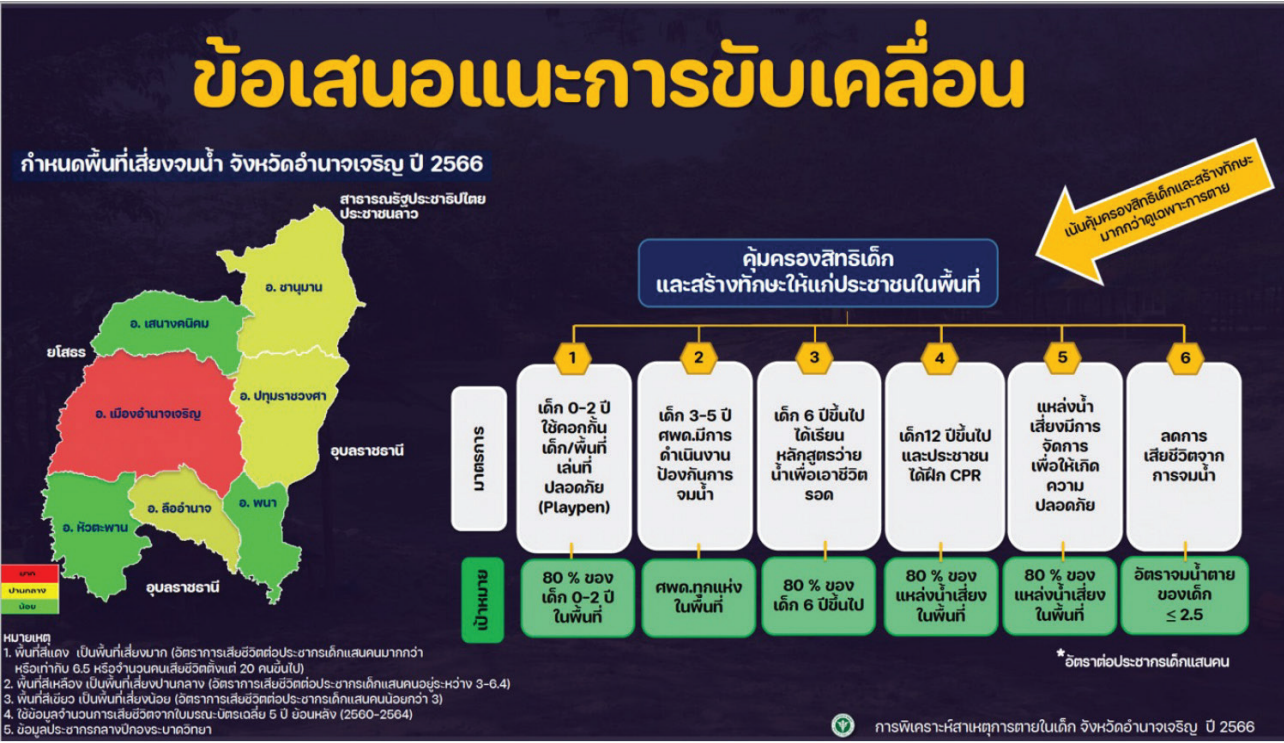 ข้อเสนอแนะการขับเคลื่อน
กำหนดพื้นที่เสี่ยงจมน้ำ จังหวัดอำนาจเจริญ ปี 2566
สาธารณรัฐประชาธิปไตย
ประชาชนลาว
อ. ชานุมาน
อ. เสนางคนิคม
ยโสธร
อ. ปทุมราชวงศา
อ. เมืองอำนาจเจริญ
อุบลราชธานี
อ. พนา
อ. ลืออำนาจ
อ. หัวตะพาน
อุบลราชธานี
มาก
ปานกลาง
น้อย
หมายเหตุ
1. พื้นที่สีแดง เป็นพื้นที่เสี่ยงมาก (อัตราการเสียชีวิตต่อประชากรเด็กแสนคนมากกว่า
หรือเท่ากับ 6.5 หรือจำนวนคนเสียชีวิตตั้งแต่ 20 คนขึ้นไป)
2. พื้นที่สีเหลือง เป็นพื้นที่เสี่ยงปานกลาง (อัตราการเสียชีวิตต่อประชากรเด็กแสนคนอยู่ระหว่าง 3-6.4)
3. พื้นที่สีเขียว เป็นพื้นที่เสี่ยงน้อย (อัตราการเสียชีวิตต่อประชากรเด็กแสนคนน้อยกว่า 3)
4. ใช้ข้อมูลจำนวนการเสียชีวิตจากใบมรณะบัตรเฉลี่ย 5 ปี ย้อนหลัง (2560-2564)
5. ข้อมูลประชากรกลางปีกองระบาดวิทยา
เน้นคุ้มครองสิทธิเด็กและสร้างทักษะ
มากกว่าดูเฉพาะการตาย
คุ้มครองสิทธิเด็ก
และสร้างทักษะให้แก่ประชาชนในพื้นที่
มาตรการ
1
เด็ก 0-2 ปี
ใช้คอกกั้น
เด็ก/พื้นที่
เล่นที่
ปลอดภัย
(Playpen)
2
เด็ก 3-5 ปี
ศพด.มีการ
ดำเนินงาน
ป้องกันการ
จมน้ำ
3
เด็ก 6 ปีขึ้นไป
ได้เรียน
หลักสูตรว่าย
น้ำเพื่อเอาชีวิต
รอด
4
เด็ก12 ปีขึ้นไป
และประชาชน
ได้ฝึก CPR
5
แหล่งน้ำ
เสี่ยงมีการ
จัดการ
เพื่อให้เกิด
ความ
ปลอดภัย
6
ลดการ
เสียชีวิตจาก
การจมน้ำ
เป้าหมาย
80 % ของ
เด็ก 0-2 ปี
ในพื้นที่
ศพด.ทุกแห่ง
ในพื้นที่
80 % ของ
เด็ก 6 ปีขึ้นไป
80 % ของ
แหล่งน้ำเสี่ยง
ในพื้นที่
80 % ของ
แหล่งน้ำเสี่ยง
ในพื้นที่
อัตราจมน้ำตาย
ของเด็ก
≤ 2.5
*อัตราต่อประชากรเด็กแสนคน
การพิเคราะห์สาเหตุการตายในเด็ก จังหวัดอำนาจเจริญ ปี 2566